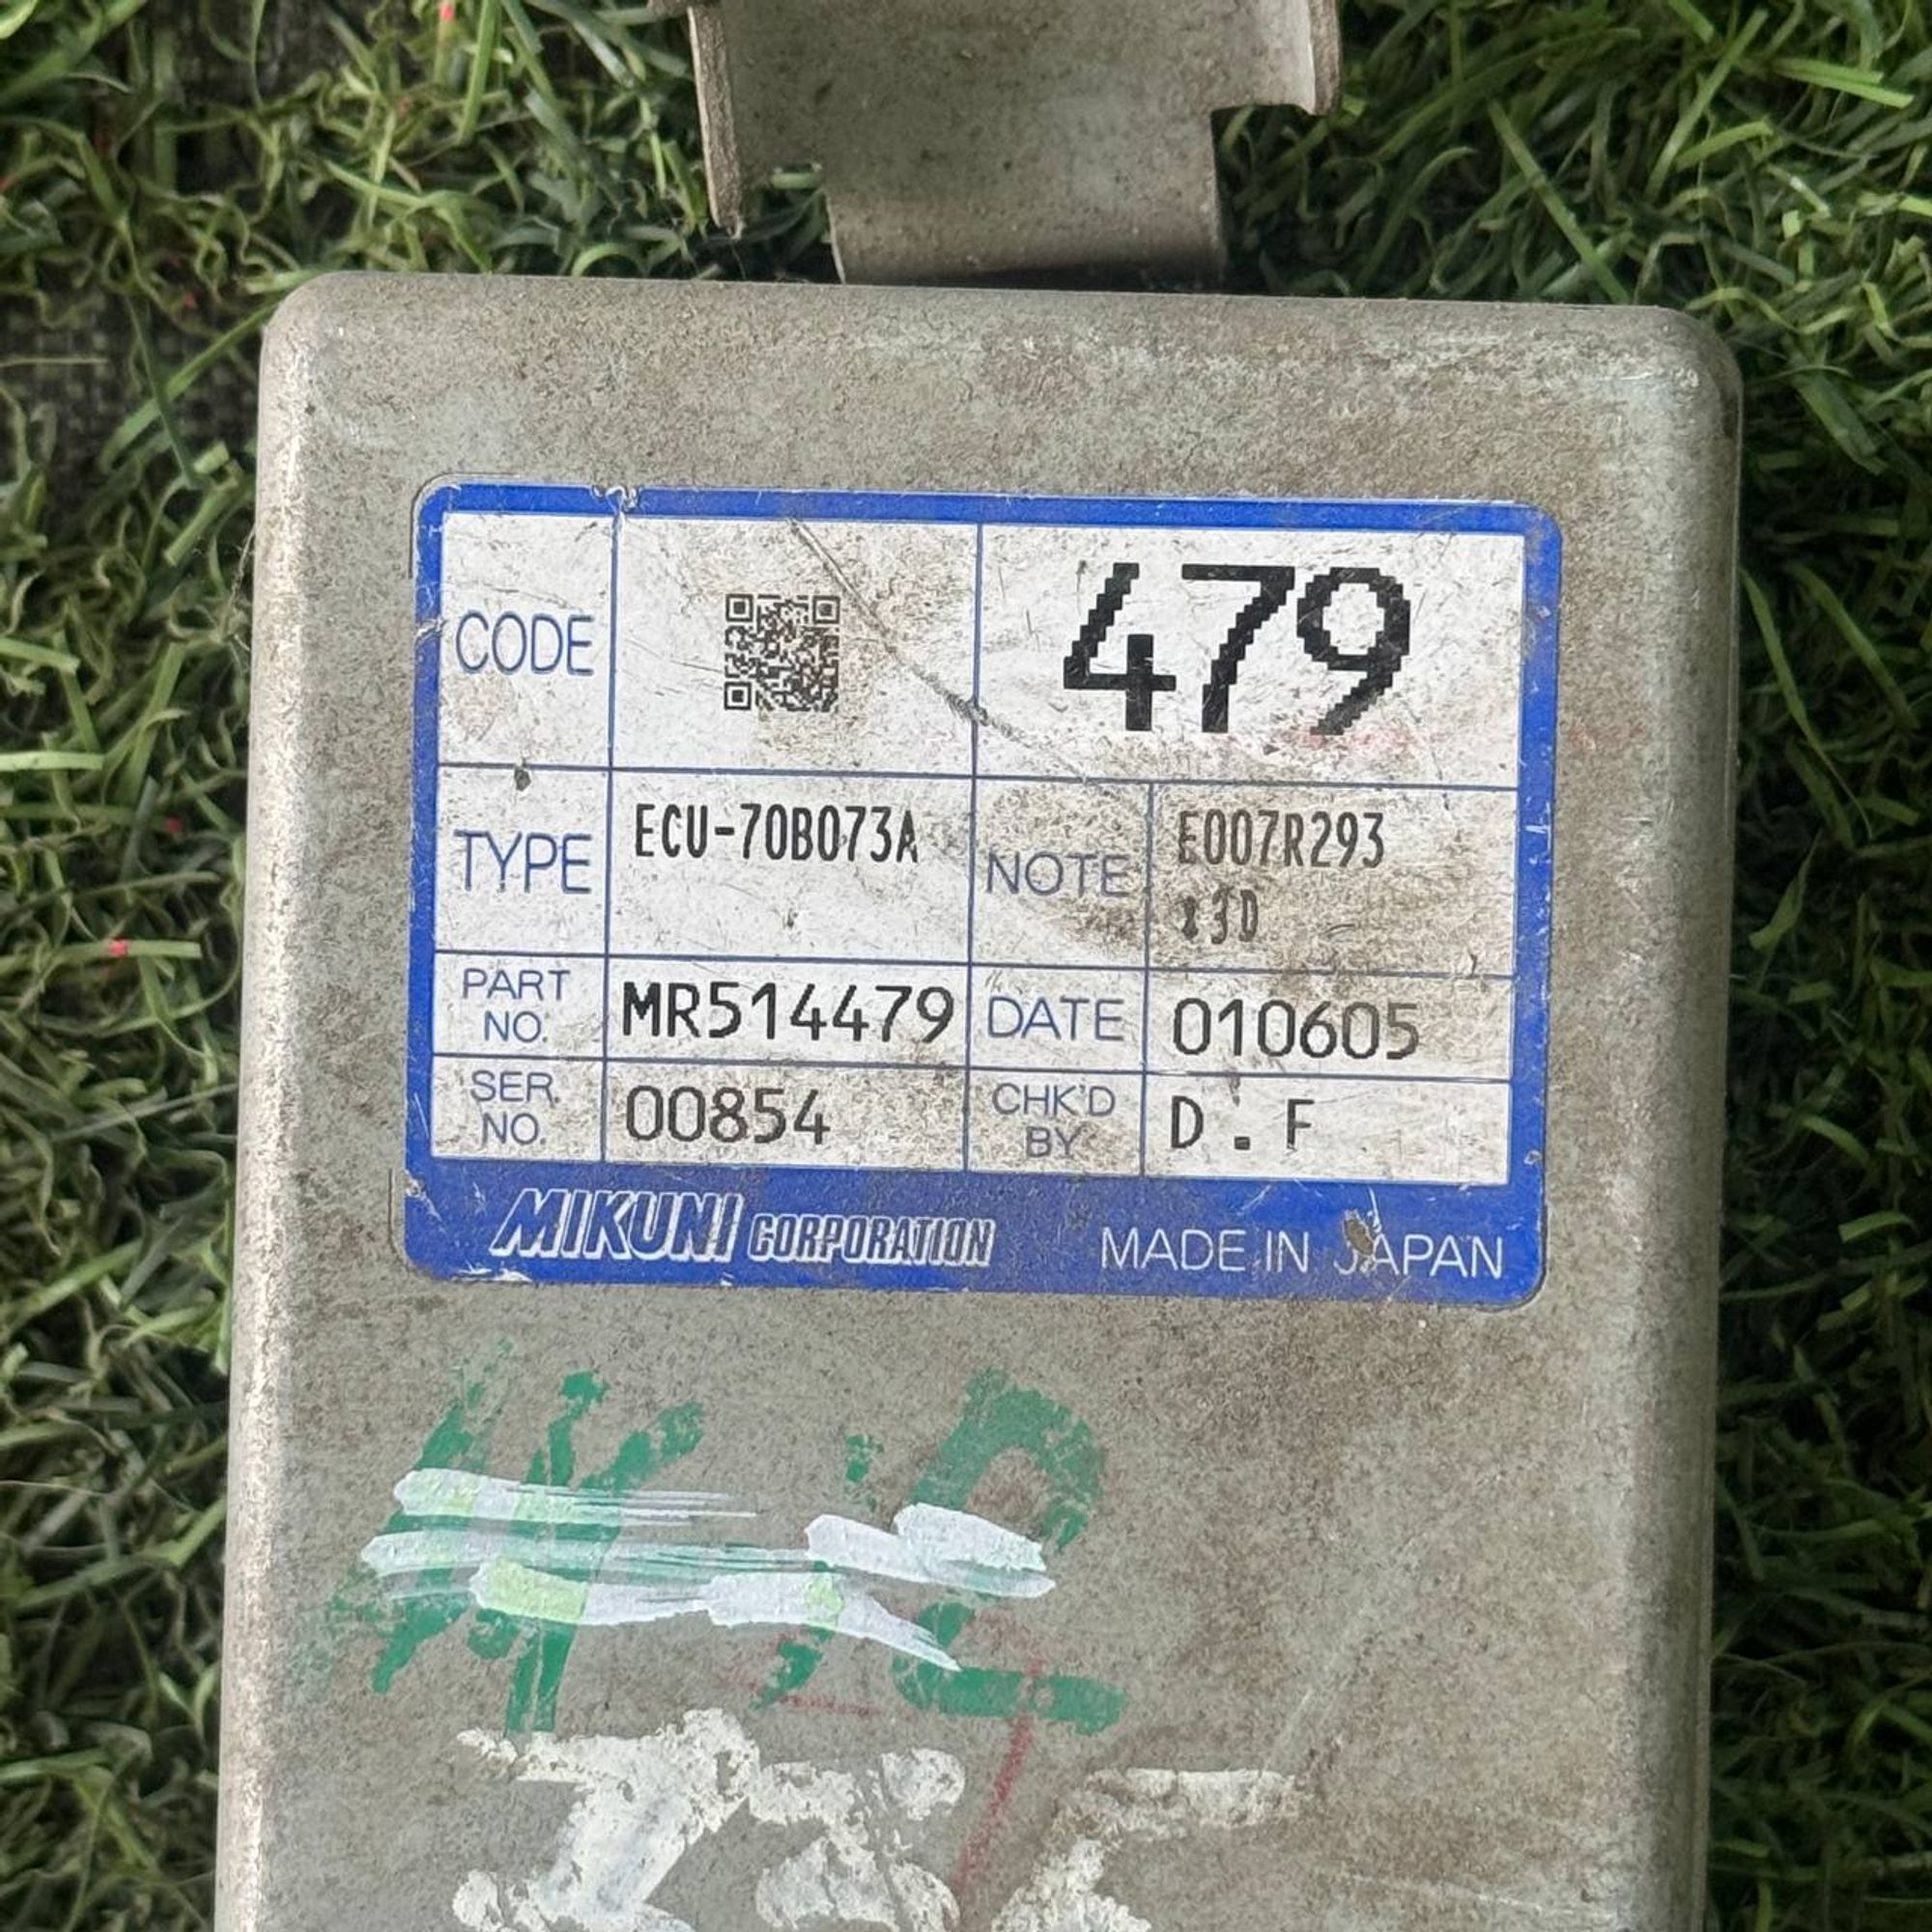 CODE 479
TYPE ECU-70B073A NOTE E007R293
PART NO. MR514479 DATE 010605
SER. NO. 00854 CHK'D BY D.F
MIKUNI CORPORATION MADE IN JAPAN